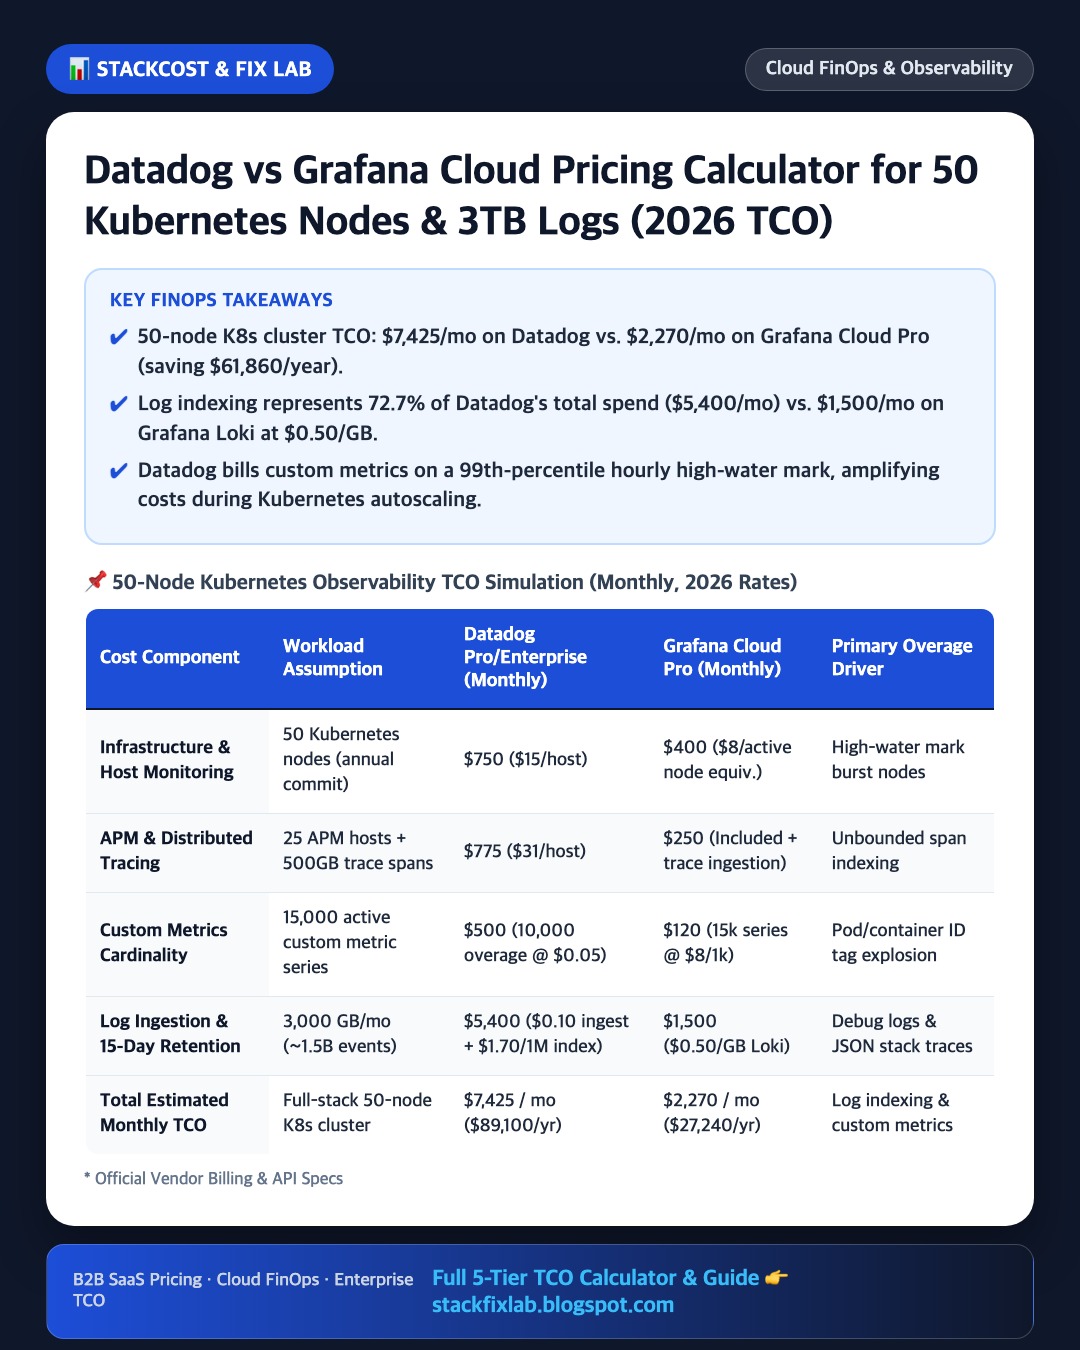 📊 STACKCOST & FIX LAB
Cloud FinOps & Observability
Datadog vs Grafana Cloud Pricing Calculator for 50
Kubernetes Nodes & 3TB Logs (2026 TCO)
KEY FINOPS TAKEAWAYS
✔ 50-node K8s cluster TCO: $7,425/mo on Datadog vs. $2,270/mo on Grafana Cloud Pro
(saving $61,860/year).
✔ Log indexing represents 72.7% of Datadog's total spend ($5,400/mo) vs. $1,500/mo on
Grafana Loki at $0.50/GB.
✔ Datadog bills custom metrics on a 99th-percentile hourly high-water mark, amplifying
costs during Kubernetes autoscaling.
📌 50-Node Kubernetes Observability TCO Simulation (Monthly, 2026 Rates)
Cost Component
Workload
Assumption
Datadog
Pro/Enterprise
(Monthly)
Grafana Cloud
Pro (Monthly)
Primary Overage
Driver
Infrastructure &
Host Monitoring
50 Kubernetes
nodes (annual
commit)
$750 ($15/host)
$400 ($8/active
node equiv.)
High-water mark
burst nodes
APM & Distributed
Tracing
25 APM hosts +
500GB trace spans
$775 ($31/host)
$250 (Included +
trace ingestion)
Unbounded span
indexing
Custom Metrics
Cardinality
15,000 active
custom metric
series
$500 (10,000
overage @ $0.05)
$120 (15k series
@ $8/1k)
Pod/container ID
tag explosion
Log Ingestion &
15-Day Retention
3,000 GB/mo
(~1.5B events)
$5,400 ($0.10 ingest
+ $1.70/1M index)
$1,500
($0.50/GB Loki)
Debug logs &
JSON stack traces
Total Estimated
Monthly TCO
Full-stack 50-node
K8s cluster
$7,425 / mo
($89,100/yr)
$2,270 / mo
($27,240/yr)
Log indexing &
custom metrics
* Official Vendor Billing & API Specs
B2B SaaS Pricing · Cloud FinOps · Enterprise
TCO
Full 5-Tier TCO Calculator & Guide 👉
stackfixlab.blogspot.com